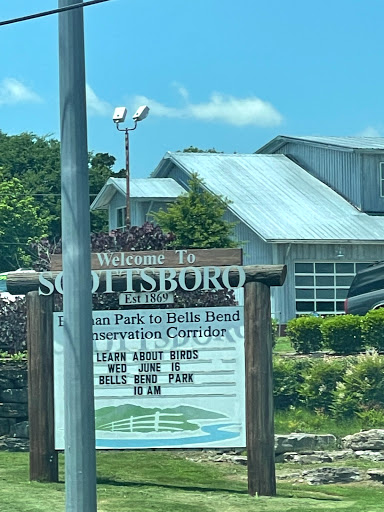 Welcome To
SCOTTSBORO
Est 1869
Park to Bells Bend
Conservation Corridor
LEARN ABOUT BIRDS
WED JUNE 16
BELLS BEND PARK
10 AM